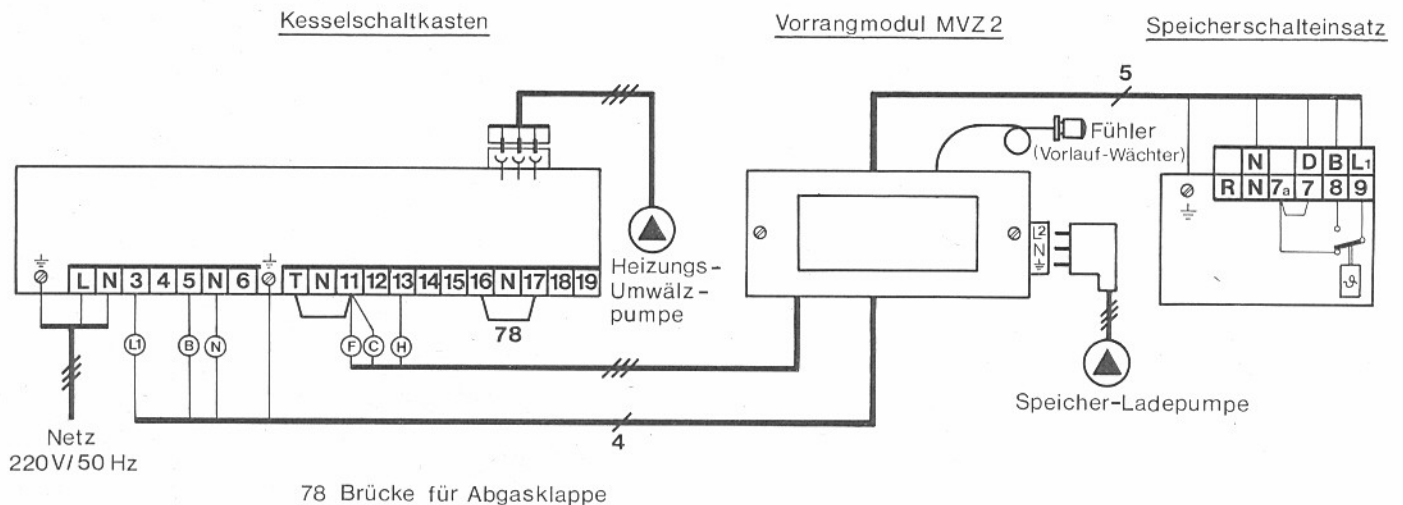 Kesselschaltkasten
Vorrangmodul MVZ 2
Speicherschalteinsatz
5
Fühler
(Vorlauf-Wächter)
N D B L1
R N 7a 7 8 9
ϑ
L2
N
Heizungs-
Umwälz-
pumpe
L N 3 4 5 N 6 T N 11 12 13 14 15 16 N 17 18 19
78
L1 B N F C H
Speicher-Ladepumpe
4
Netz
220V/50 Hz
78 Brücke für Abgasklappe